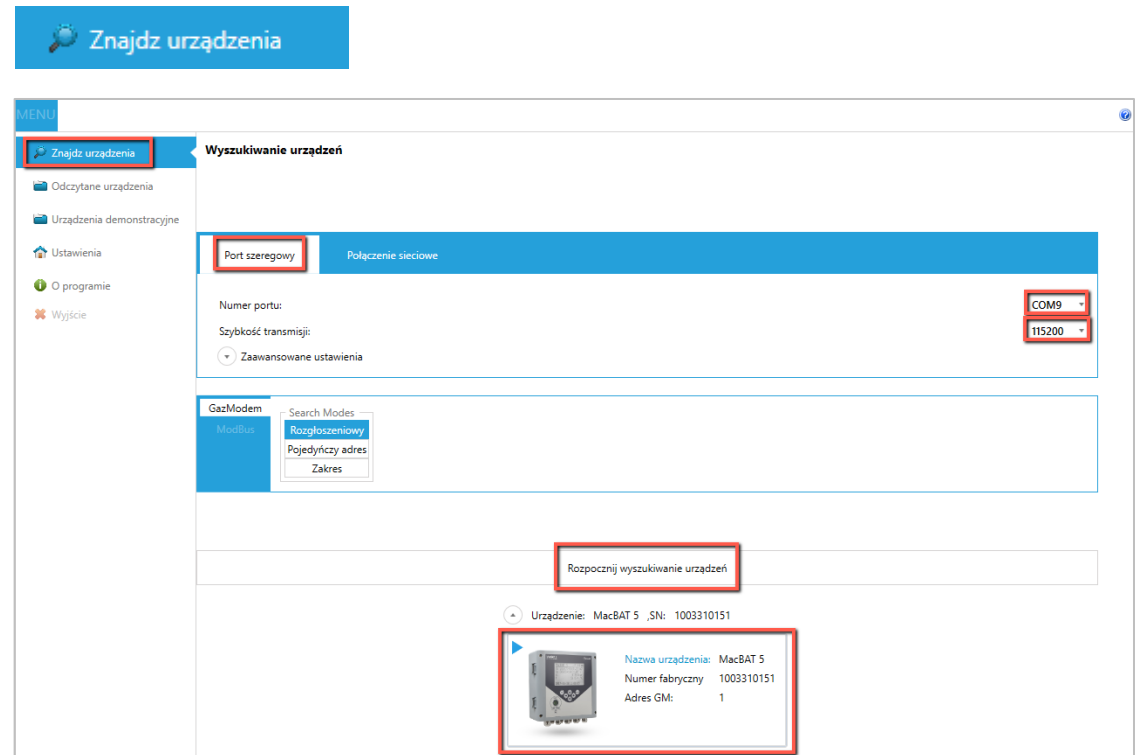 Znajdz urządzenia
MENU
Znajdz urządzenia
Wyszukiwanie urządzeń
Odczytane urządzenia
Urządzenia demonstracyjne
Ustawienia
O programie
Wyjście
Port szeregowy
Połączenie sieciowe
Numer portu:
COM9
Szybkość transmisji:
115200
Zaawansowane ustawienia
GazModem
ModBus
Search Modes
Rozgłoszeniowy
Pojedyńczy adres
Zakres
Rozpocznij wyszukiwanie urządzeń
Urządzenie: MacBAT 5 ,SN: 1003310151
Nazwa urządzenia: MacBAT 5
Numer fabryczny 1003310151
Adres GM: 1